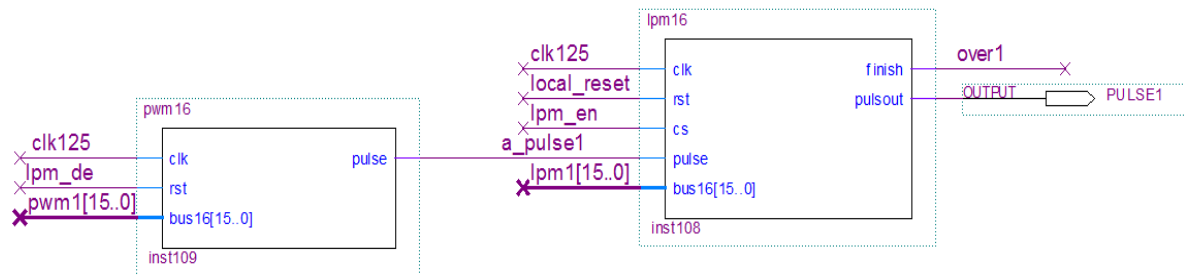 lpm16
clk125
clk
finish
over1
local_reset
rst
pulsout
OUTPUT
PULSE1
lpm_en
cs
a_pulse1
pulse
lpm1[15..0]
bus16[15..0]
inst108
pwm16
clk125
clk
pulse
lpm_de
rst
pwm1[15..0]
bus16[15..0]
inst109